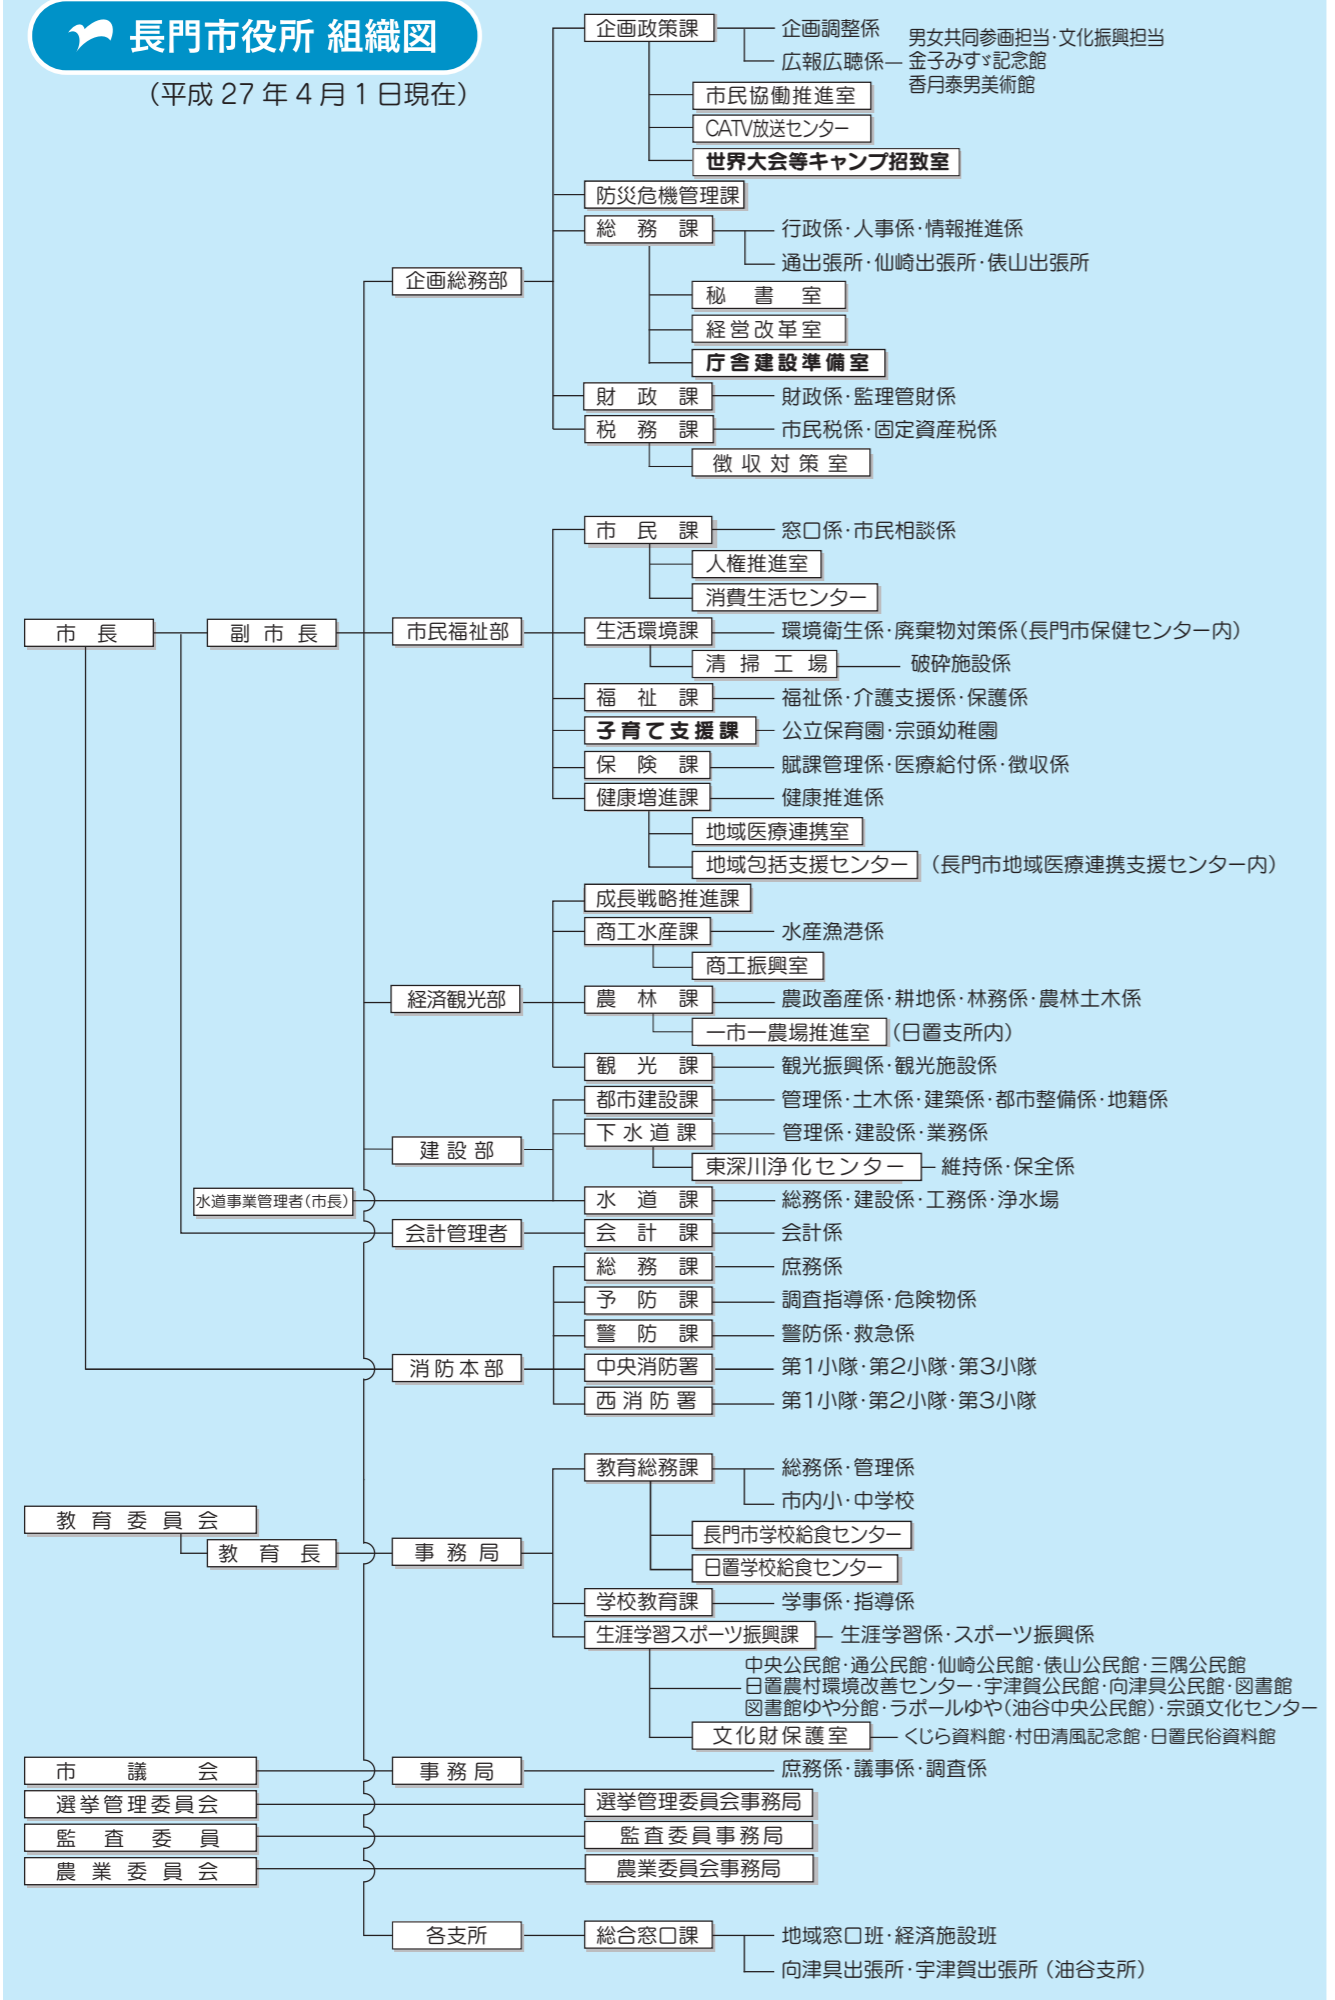 長門市役所 組織図
（平成 27 年 4 月 1 日現在）
企画政策課
企画調整係
広報広聴係
男女共同参画担当・文化振興担当
金子みすゞ記念館
香月泰男美術館
市民協働推進室
CATV放送センター
世界大会等キャンプ招致室
防災危機管理課
総務課
行政係・人事係・情報推進係
通出張所・仙崎出張所・俵山出張所
企画総務部
秘書室
経営改革室
庁舎建設準備室
財政課
財政係・監理管財係
税務課
市民税係・固定資産税係
徴収対策室
市民課
窓口係・市民相談係
人権推進室
消費生活センター
市長
副市長
市民福祉部
生活環境課
環境衛生係・廃棄物対策係（長門市保健センター内）
清掃工場
破砕施設係
福祉課
福祉係・介護支援係・保護係
子育て支援課
公立保育園・宗頭幼稚園
保険課
賦課管理係・医療給付係・徴収係
健康増進課
健康推進係
地域医療連携室
地域包括支援センター
（長門市地域医療連携支援センター内）
成長戦略推進課
商工水産課
水産漁港係
商工振興室
経済観光部
農林課
農政畜産係・耕地係・林務係・農林土木係
一市一農場推進室
（日置支所内）
観光課
観光振興係・観光施設係
都市建設課
管理係・土木係・建築係・都市整備係・地籍係
建設部
下水道課
管理係・建設係・業務係
東深川浄化センター
維持係・保全係
水道事業管理者（市長）
水道課
総務係・建設係・工務係・浄水場
会計管理者
会計課
会計係
総務課
庶務係
予防課
調査指導係・危険物係
警防課
警防係・救急係
消防本部
中央消防署
第1小隊・第2小隊・第3小隊
西消防署
第1小隊・第2小隊・第3小隊
教育総務課
総務係・管理係
市内小・中学校
教育委員会
教育長
事務局
長門市学校給食センター
日置学校給食センター
学校教育課
学事係・指導係
生涯学習スポーツ振興課
生涯学習係・スポーツ振興係
中央公民館・通公民館・仙崎公民館・俵山公民館・三隅公民館
日置農村環境改善センター・宇津賀公民館・向津具公民館・図書館
図書館ゆや分館・ラポールゆや（油谷中央公民館）・宗頭文化センター
文化財保護室
くじら資料館・村田清風記念館・日置民俗資料館
市議会
事務局
庶務係・議事係・調査係
選挙管理委員会
選挙管理委員会事務局
監査委員
監査委員事務局
農業委員会
農業委員会事務局
各支所
総合窓口課
地域窓口班・経済施設班
向津具出張所・宇津賀出張所（油谷支所）